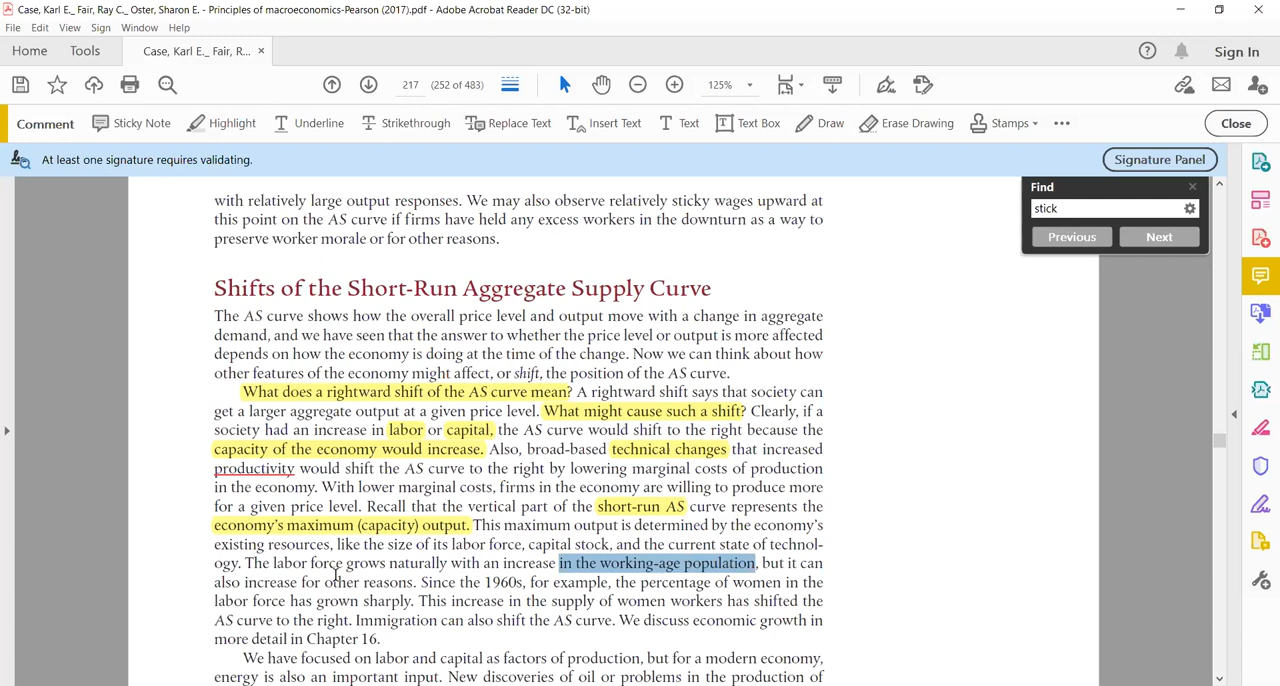 Case, Karl E._ Fair, Ray C._ Oster, Sharon E. - Principles of macroeconomics-Pearson (2017).pdf - Adobe Acrobat Reader DC (32-bit)
File Edit View Sign Window Help
Home Tools Case, Karl E._ Fair, R... × Sign In
217 (252 of 483) 125%
Comment Sticky Note Highlight Underline Strikethrough Replace Text Insert Text Text Text Box Draw Erase Drawing Stamps Close
At least one signature requires validating. Signature Panel
Find
stick
Previous Next
with relatively large output responses. We may also observe relatively sticky wages upward at
this point on the AS curve if firms have held any excess workers in the downturn as a way to
preserve worker morale or for other reasons.
Shifts of the Short-Run Aggregate Supply Curve
The AS curve shows how the overall price level and output move with a change in aggregate
demand, and we have seen that the answer to whether the price level or output is more affected
depends on how the economy is doing at the time of the change. Now we can think about how
other features of the economy might affect, or shift, the position of the AS curve.
What does a rightward shift of the AS curve mean? A rightward shift says that society can
get a larger aggregate output at a given price level. What might cause such a shift? Clearly, if a
society had an increase in labor or capital, the AS curve would shift to the right because the
capacity of the economy would increase. Also, broad-based technical changes that increased
productivity would shift the AS curve to the right by lowering marginal costs of production
in the economy. With lower marginal costs, firms in the economy are willing to produce more
for a given price level. Recall that the vertical part of the short-run AS curve represents the
economy's maximum (capacity) output. This maximum output is determined by the economy's
existing resources, like the size of its labor force, capital stock, and the current state of technol-
ogy. The labor force grows naturally with an increase in the working-age population, but it can
also increase for other reasons. Since the 1960s, for example, the percentage of women in the
labor force has grown sharply. This increase in the supply of women workers has shifted the
AS curve to the right. Immigration can also shift the AS curve. We discuss economic growth in
more detail in Chapter 16.
We have focused on labor and capital as factors of production, but for a modern economy,
energy is also an important input. New discoveries of oil or problems in the production of